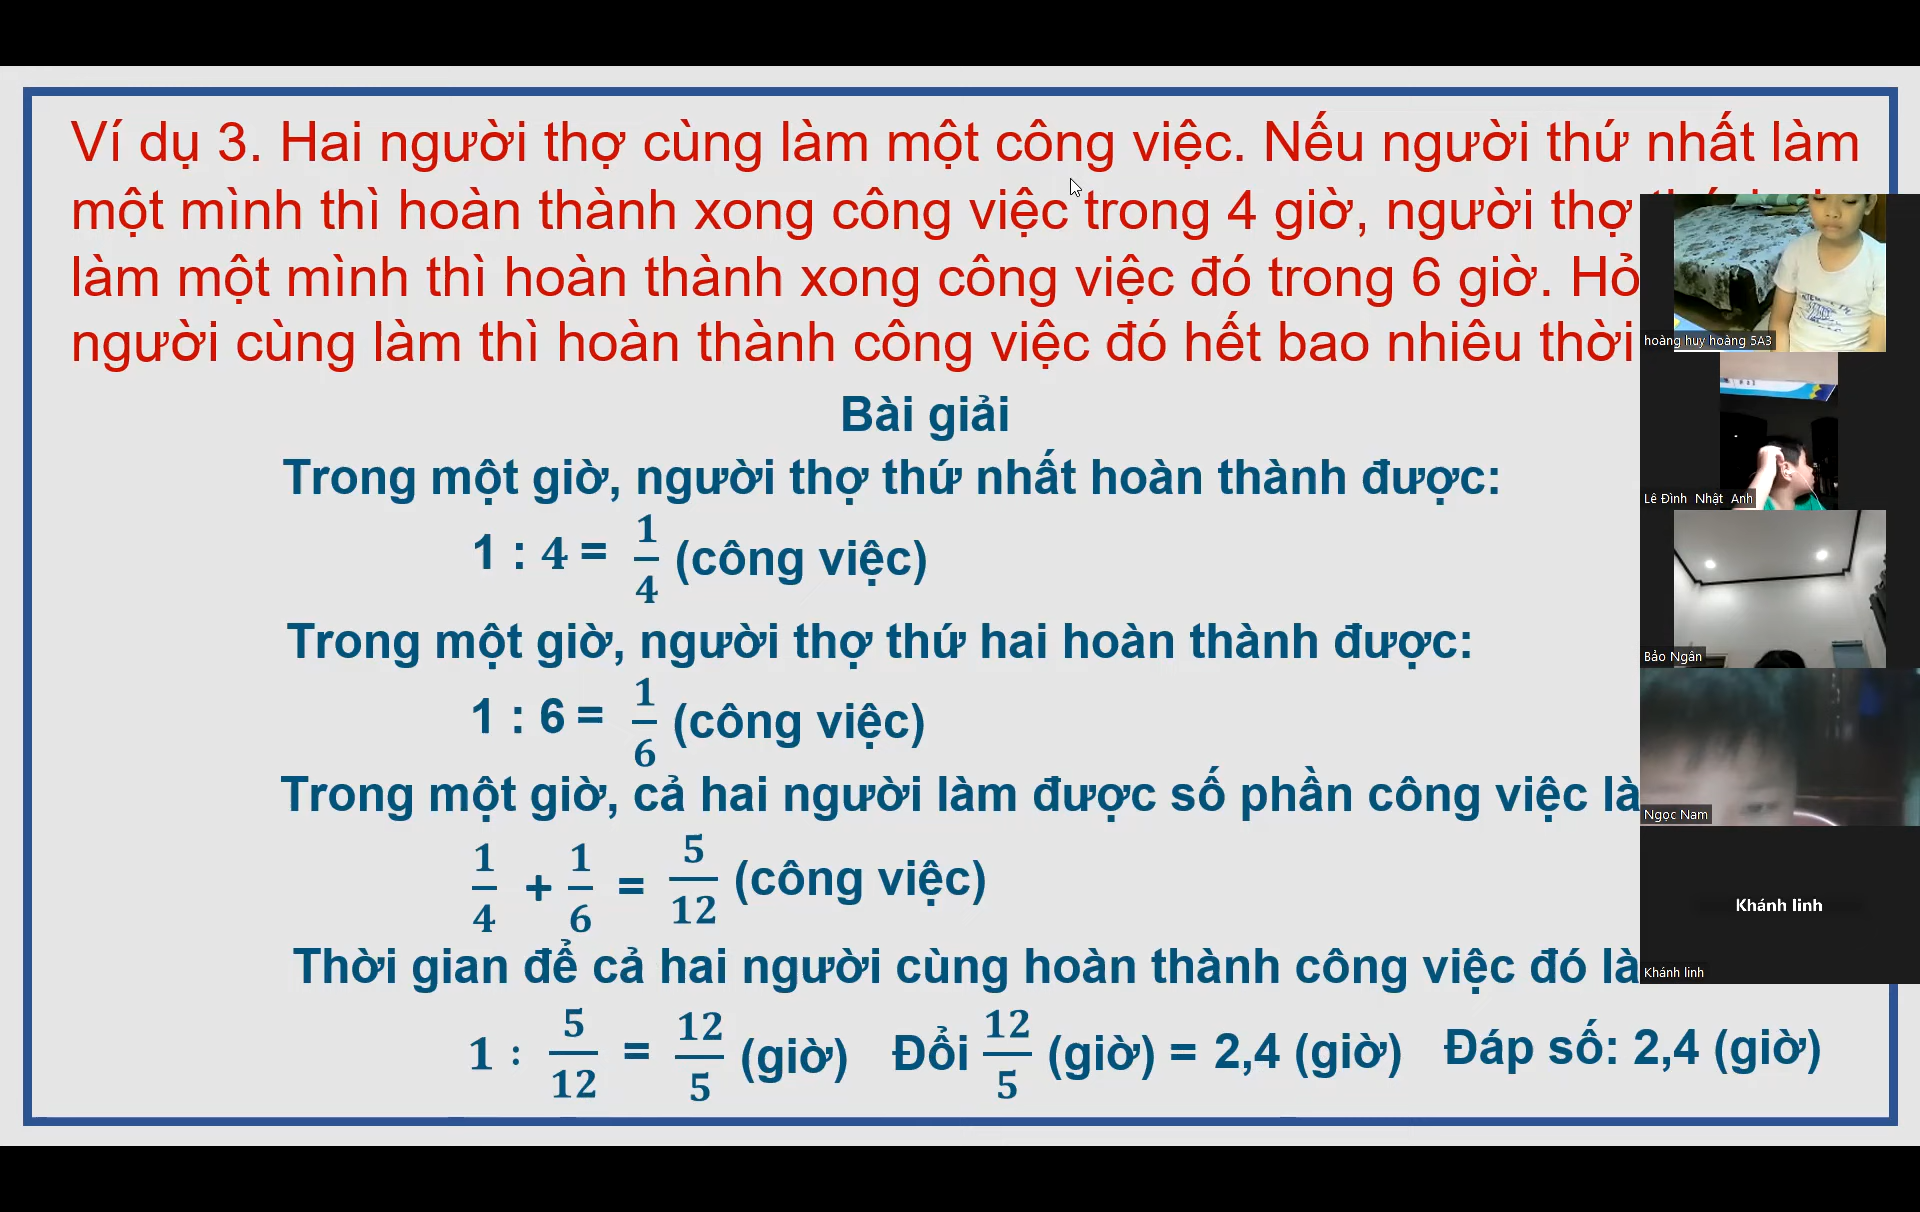 Ví dụ 3. Hai người thợ cùng làm một công việc. Nếu người thứ nhất làm
một mình thì hoàn thành xong công việc trong 4 giờ, người thợ
làm một mình thì hoàn thành xong công việc đó trong 6 giờ. Hỏ
người cùng làm thì hoàn thành công việc đó hết bao nhiêu thời
Bài giải
Trong một giờ, người thợ thứ nhất hoàn thành được:
1 : 4 = 1/4 (công việc)
Trong một giờ, người thợ thứ hai hoàn thành được:
1 : 6 = 1/6 (công việc)
Trong một giờ, cả hai người làm được số phần công việc là
1/4 + 1/6 = 5/12 (công việc)
Thời gian để cả hai người cùng hoàn thành công việc đó là
1 : 5/12 = 12/5 (giờ) Đổi 12/5 (giờ) = 2,4 (giờ) Đáp số: 2,4 (giờ)
hoàng huy hoàng 5A3
Lê Đình Nhật Anh
Bảo Ngân
Ngọc Nam
Khánh linh
Khánh linh